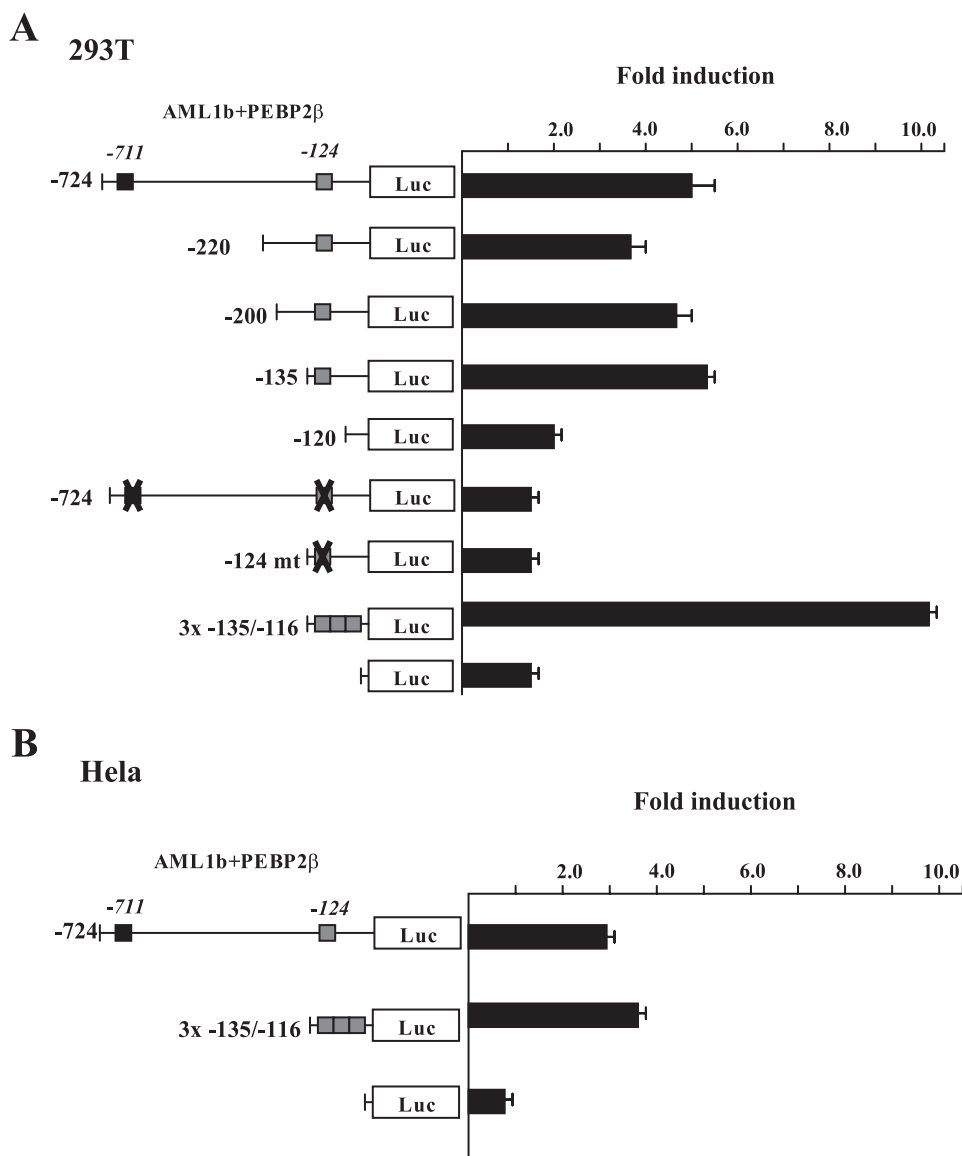 A
293T
Fold induction
AML1b+PEBP2β
2.0 4.0 6.0 8.0 10.0
-711 -124
-724 Luc
-220 Luc
-200 Luc
-135 Luc
-120 Luc
-724 Luc
-124 mt Luc
3x -135/-116 Luc
Luc
B
Hela
Fold induction
AML1b+PEBP2β
2.0 4.0 6.0 8.0 10.0
-711 -124
-724 Luc
3x -135/-116 Luc
Luc